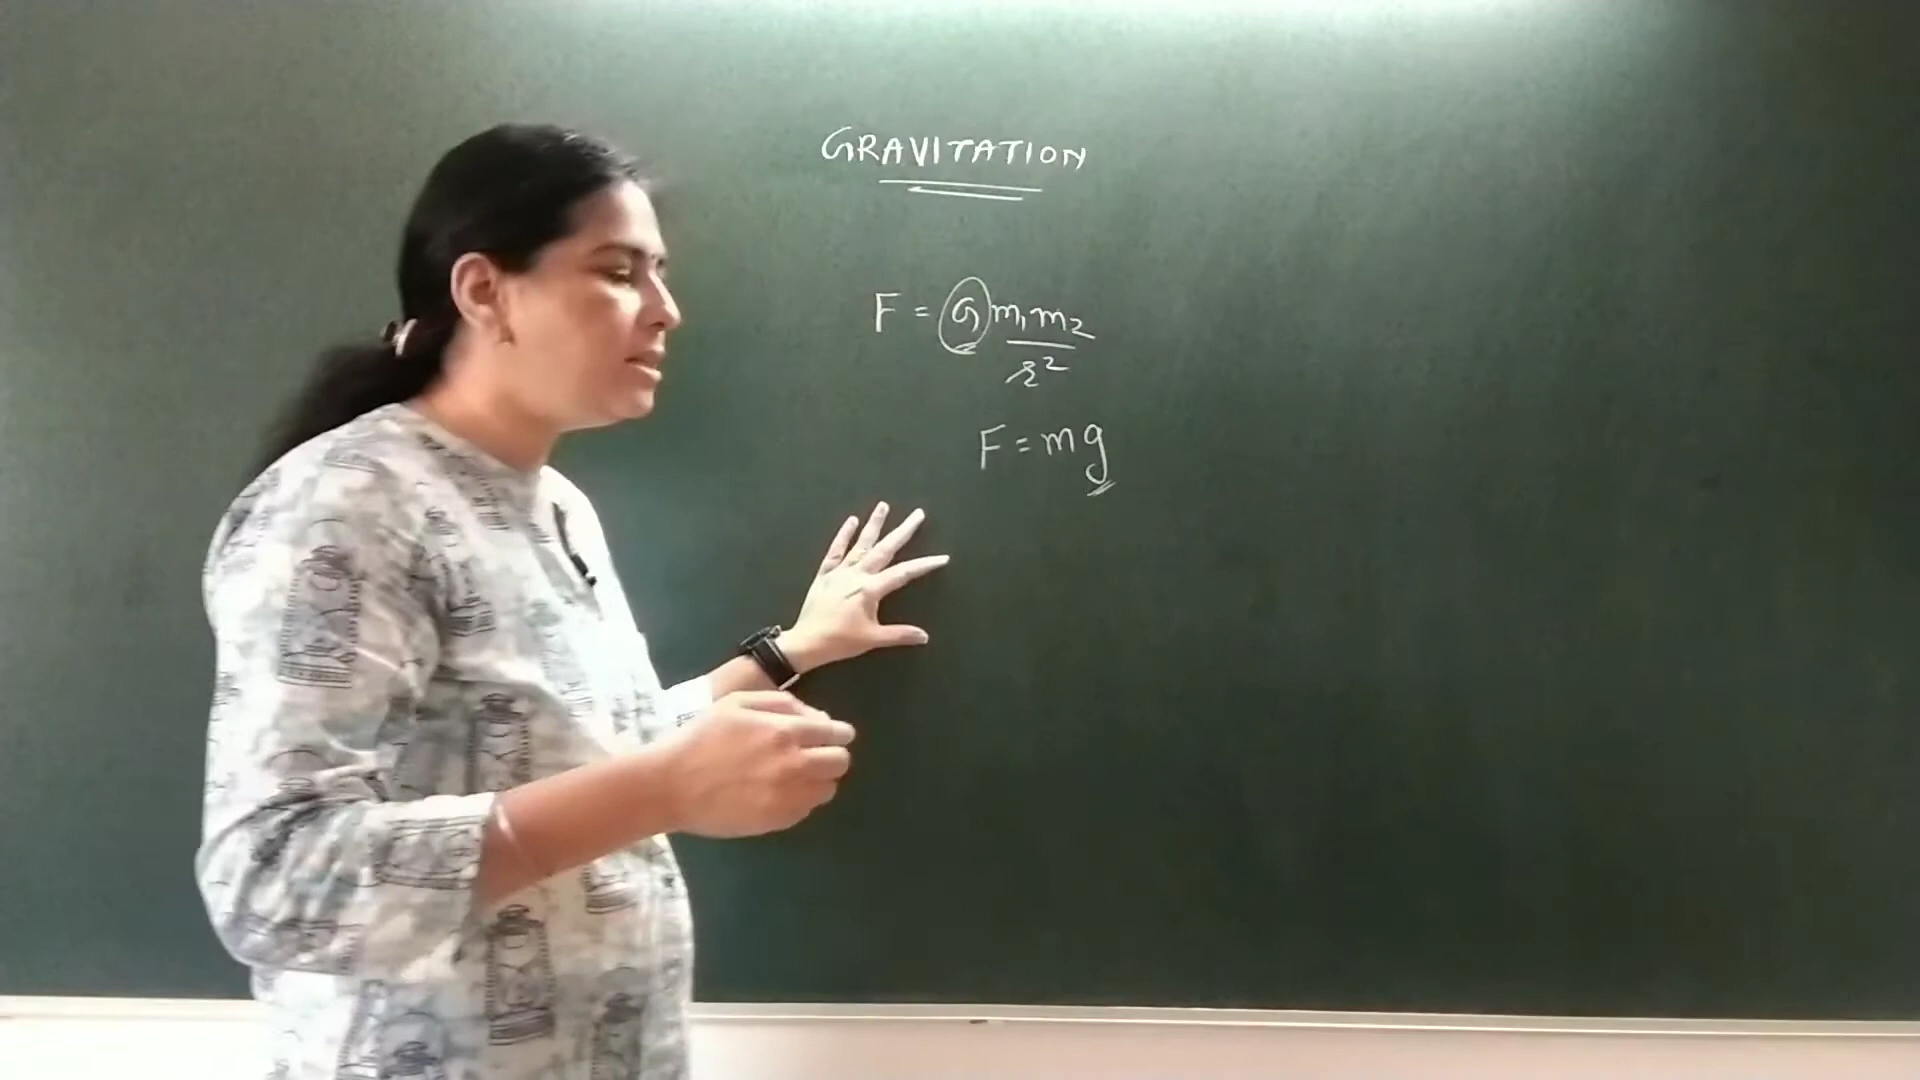 GRAVITATION
F = G m₁m₂ / r²
F = mg